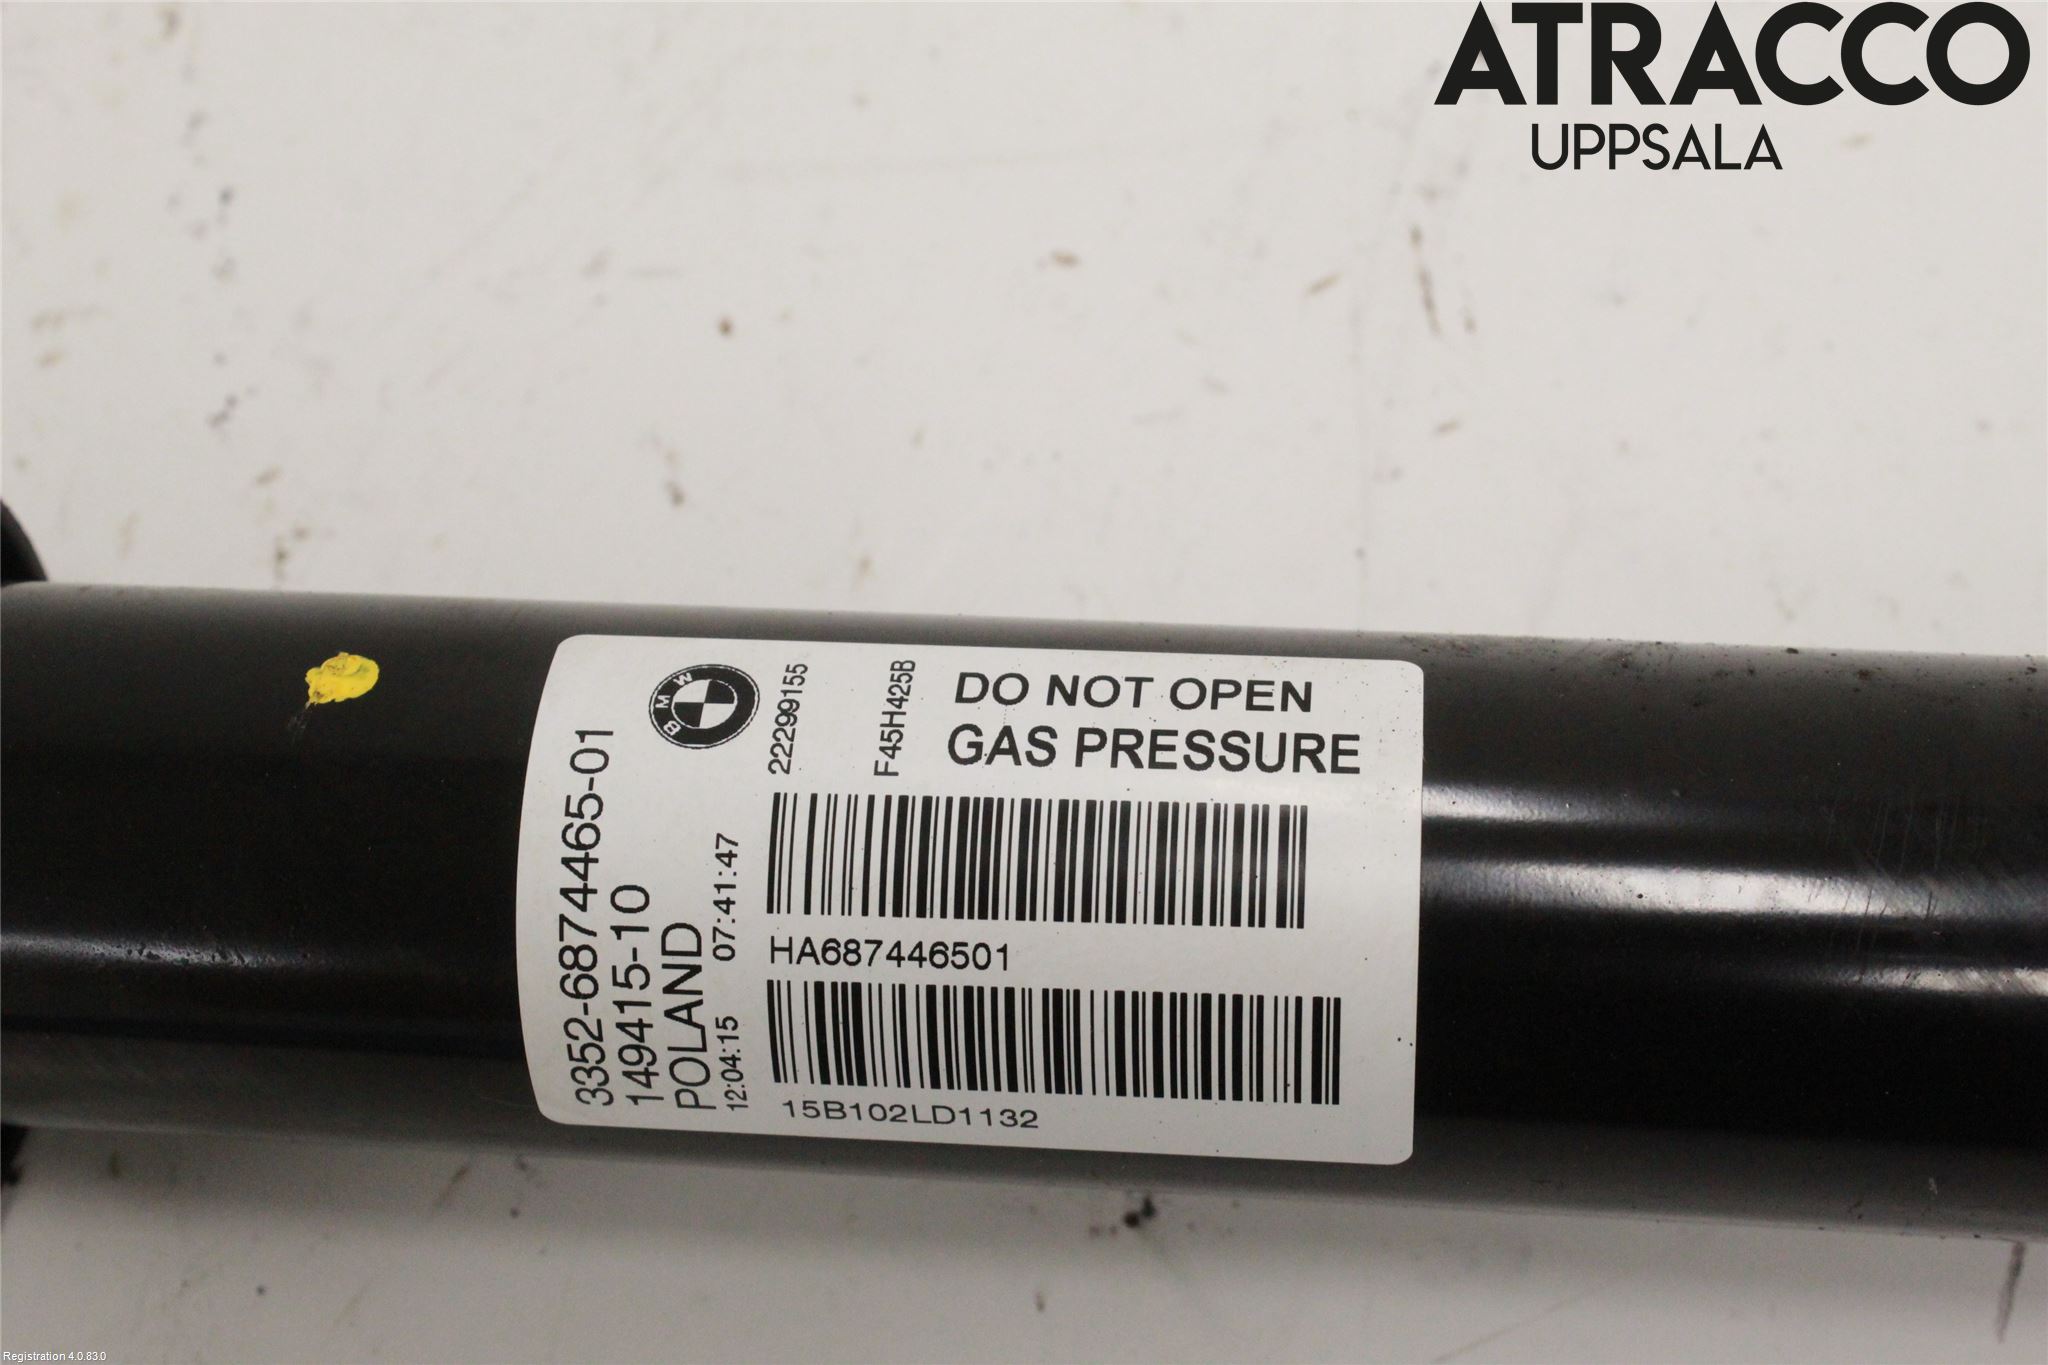 ATRACCO
UPPSALA
BMW
3352-6874465-01
149415-10
POLAND
12:04:15 07:41:47
22299155
F45H425B
DO NOT OPEN
GAS PRESSURE
HA687446501
15B102LD1132
Registration 4.0.83.0